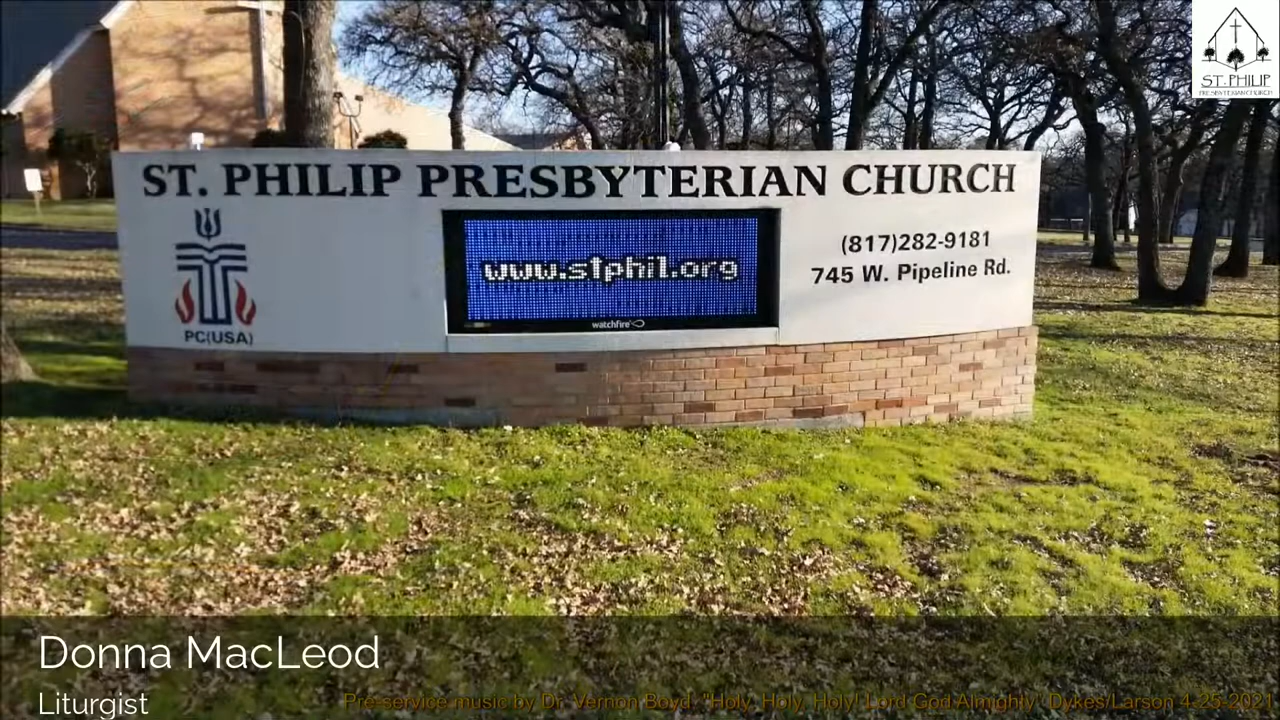 ST. PHILIP
PRESBYTERIAN CHURCH
ST. PHILIP PRESBYTERIAN CHURCH
www.stphil.org
watchfire
(817)282-9181
745 W. Pipeline Rd.
PC(USA)
Donna MacLeod
Liturgist
Pre-service music by Dr. Vernon Boyd, "Holy, Holy, Holy! Lord God Almighty" Dykes/Larson 4-25-2021